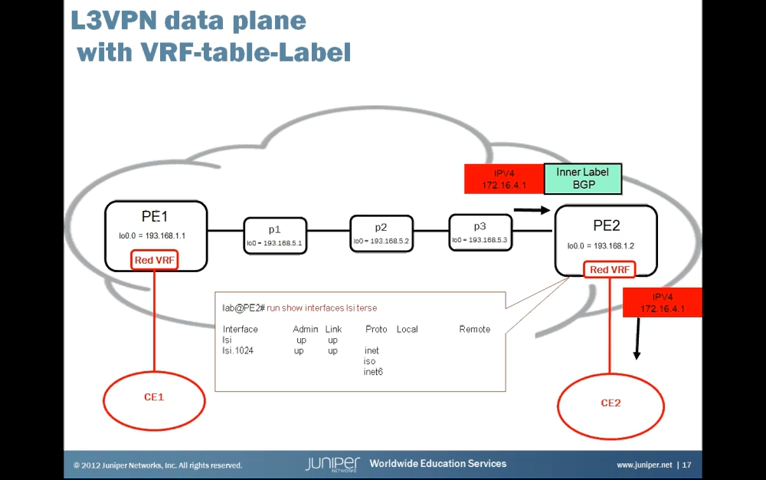 L3VPN data plane
with VRF-table-Label
IPV4
172.16.4.1
Inner Label
BGP
PE1
lo0.0 = 193.168.1.1
Red VRF
p1
lo0 = 193.168.5.1
p2
lo0 = 193.168.5.2
p3
lo0 = 193.168.5.3
PE2
lo0.0 = 193.168.1.2
Red VRF
IPV4
172.16.4.1
lab@PE2# run show interfaces lsi terse
Interface Admin Link Proto Local Remote
lsi up up
lsi.1024 up up inet
iso
inet6
CE1
CE2
© 2012 Juniper Networks, Inc. All rights reserved.
JUNIPER
NETWORKS
Worldwide Education Services
www.juniper.net | 17